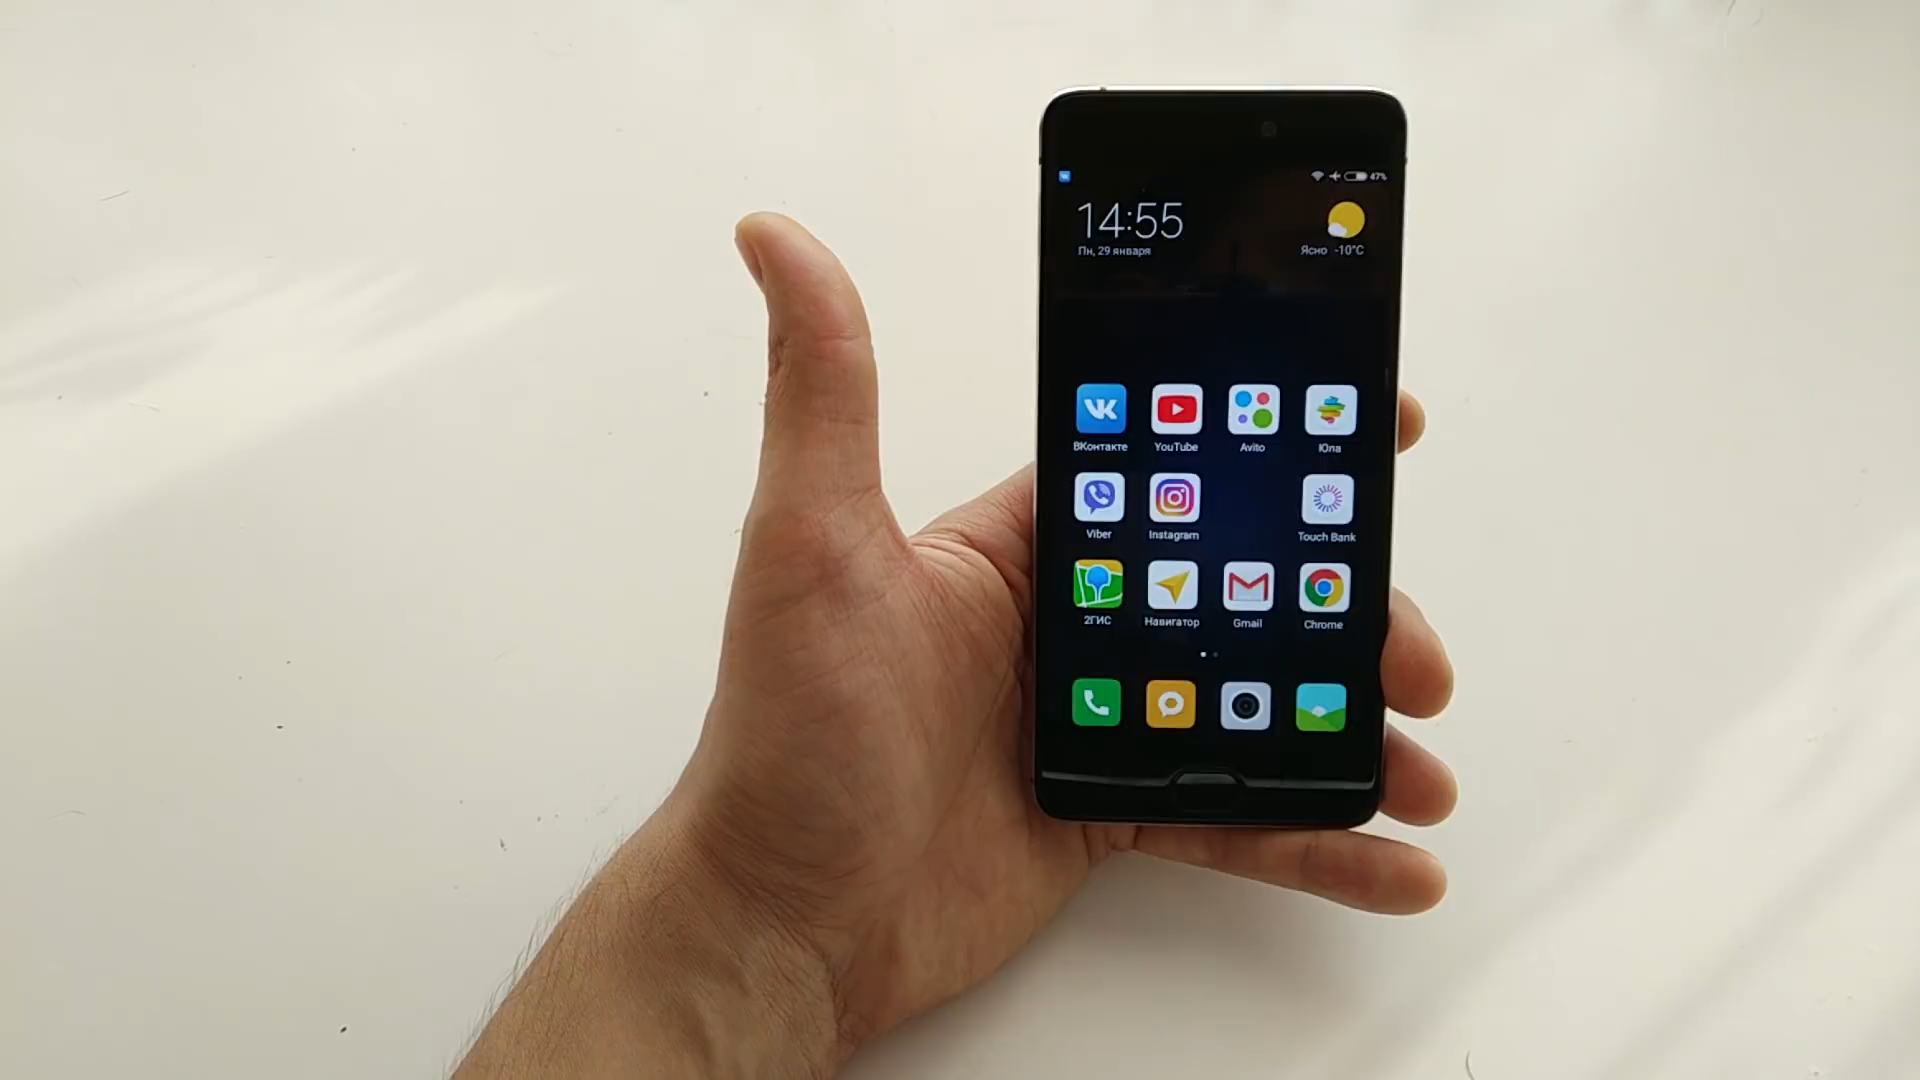 47%
14:55
Пн, 29 января
Ясно -10°C
ВКонтакте YouTube Avito Юла
Viber Instagram Touch Bank
2ГИС Навигатор Gmail Chrome